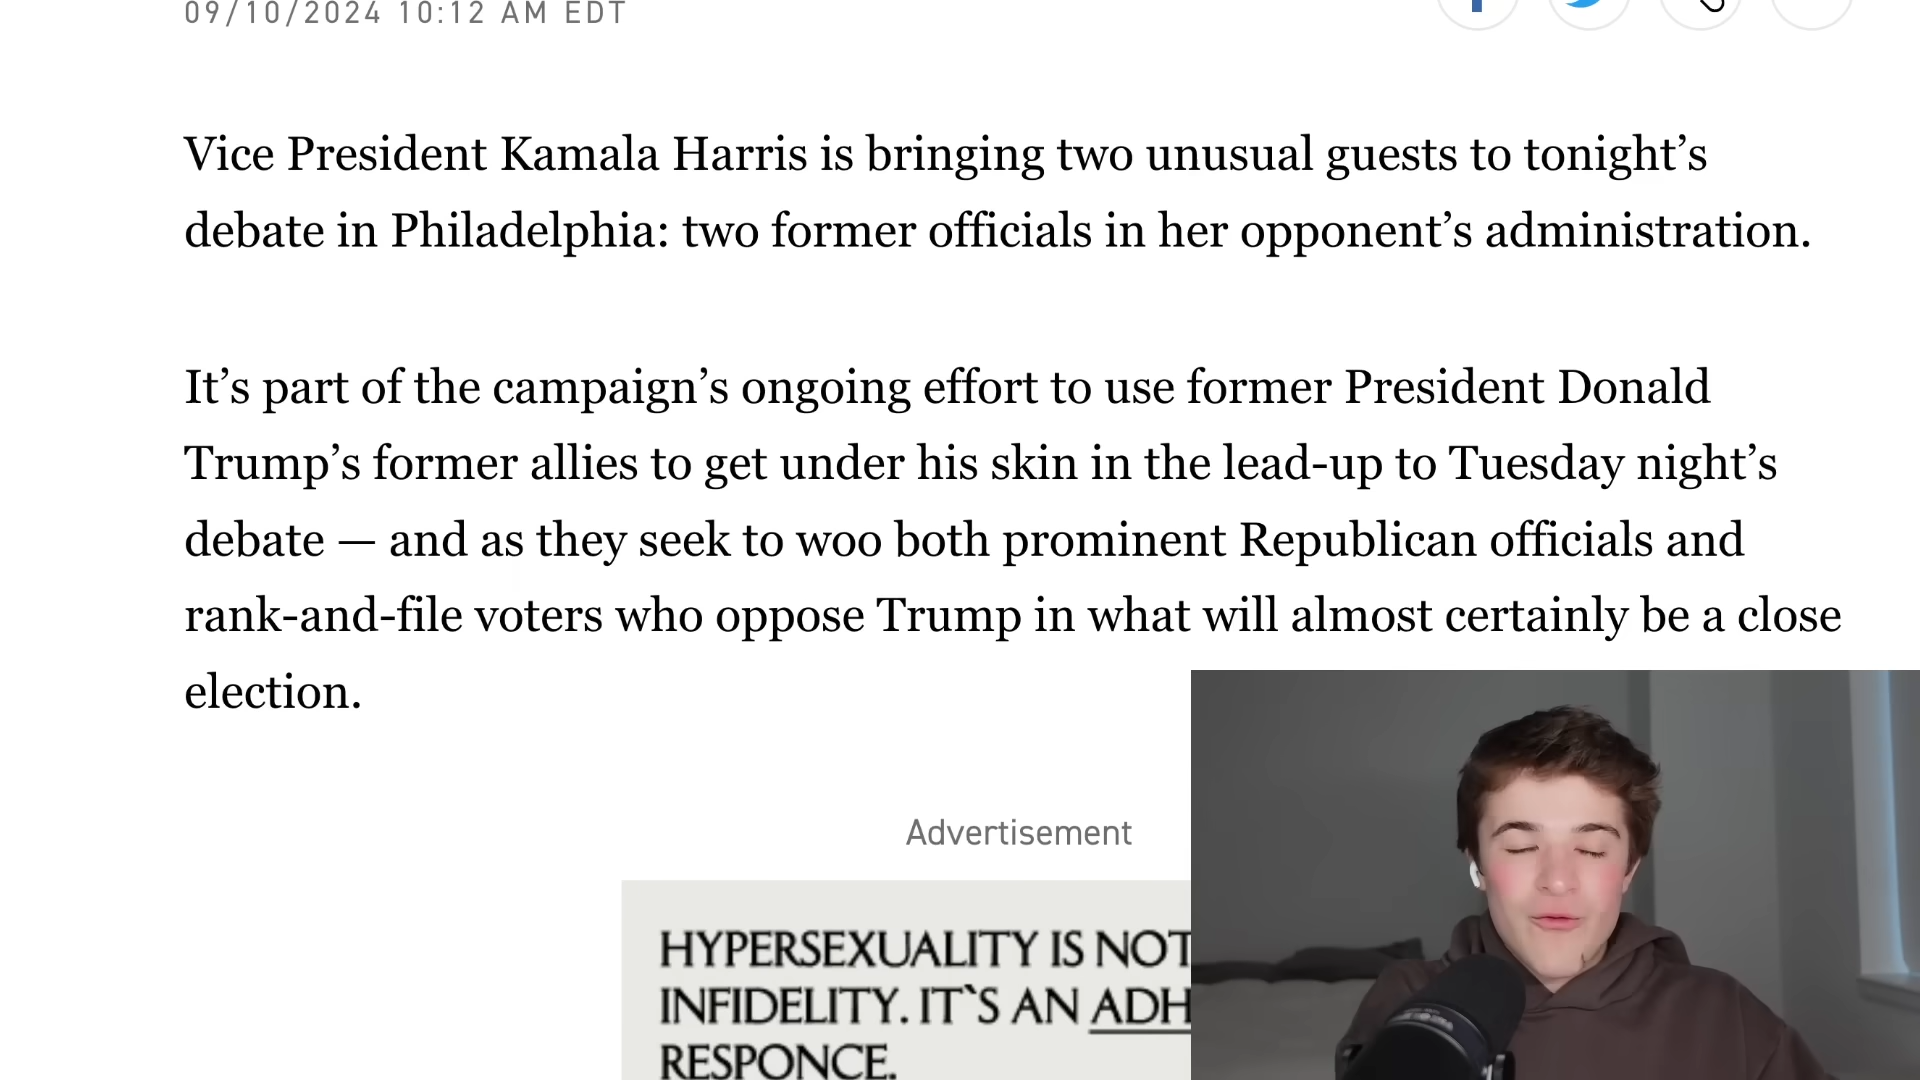 09/10/2024 10:12 AM EDT
Vice President Kamala Harris is bringing two unusual guests to tonight’s
debate in Philadelphia: two former officials in her opponent’s administration.
It’s part of the campaign’s ongoing effort to use former President Donald
Trump’s former allies to get under his skin in the lead-up to Tuesday night’s
debate — and as they seek to woo both prominent Republican officials and
rank-and-file voters who oppose Trump in what will almost certainly be a close
election.
Advertisement
HYPERSEXUALITY IS NOT
INFIDELITY. IT`S AN ADH
RESPONCE.